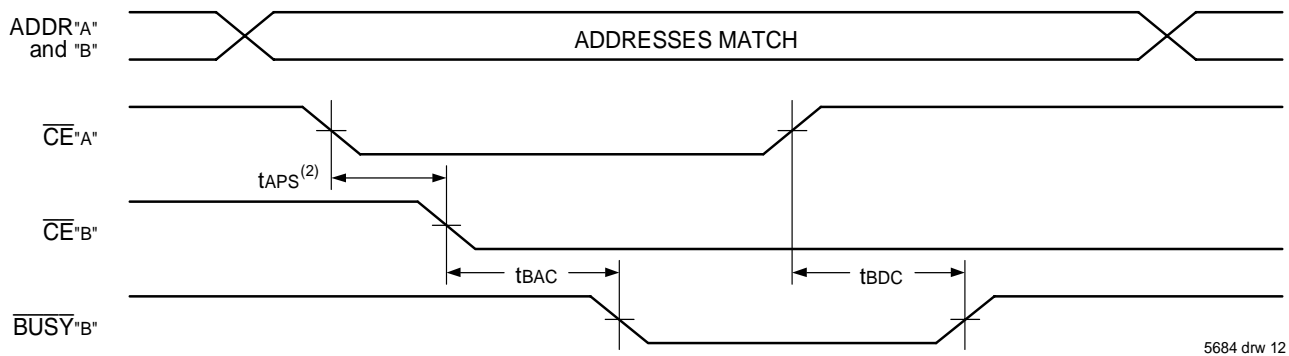 ADDR"A"
and "B"
ADDRESSES MATCH
CE"A"
tAPS(2)
CE"B"
tBAC
tBDC
BUSY"B"
5684 drw 12